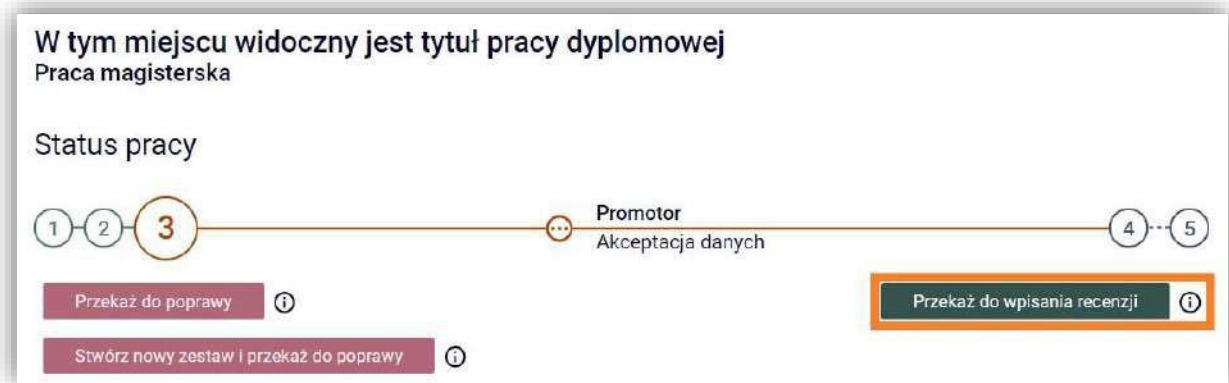 W tym miejscu widoczny jest tytuł pracy dyplomowej
Praca magisterska
Status pracy
1 2 3 Promotor 4 5
Akceptacja danych
Przekaż do poprawy Przekaż do wpisania recenzji
Stwórz nowy zestaw i przekaż do poprawy